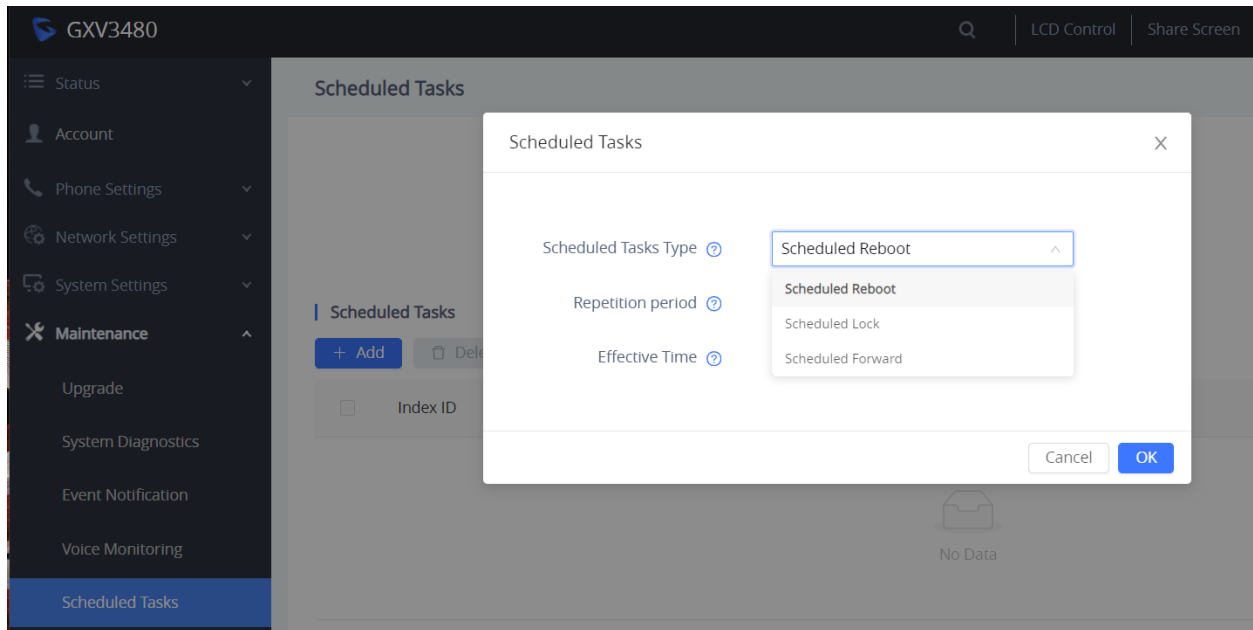 GXV3480
LCD Control
Share Screen
Status
Account
Phone Settings
Network Settings
System Settings
Maintenance
Upgrade
System Diagnostics
Event Notification
Voice Monitoring
Scheduled Tasks
Scheduled Tasks
Scheduled Tasks
+ Add
Dele
Index ID
No Data
Scheduled Tasks
Scheduled Tasks Type ?
Scheduled Reboot
Scheduled Reboot
Scheduled Lock
Scheduled Forward
Repetition period ?
Effective Time ?
Cancel
OK